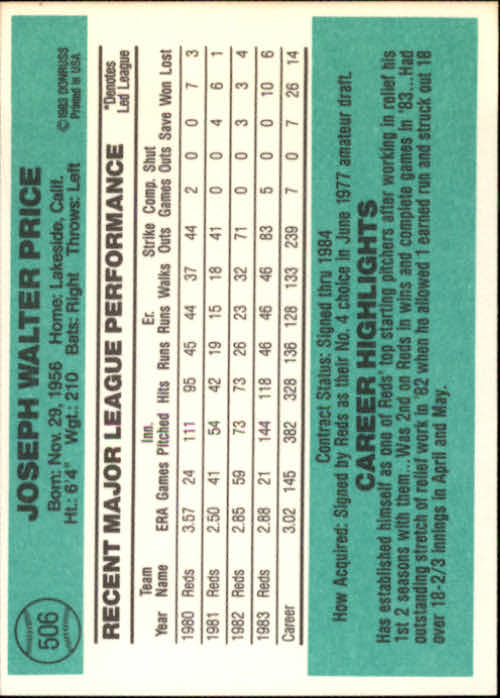 506
JOSEPH WALTER PRICE
Born: Nov. 29, 1956 Home: Lakeside, Calif.
Ht.: 6'4" Wgt.: 210 Bats: Right Throws: Left
©1983 DONRUSS
Printed in USA
RECENT MAJOR LEAGUE PERFORMANCE
*Denotes
Led League
Team Inn. Er. Strike Comp. Shut
Year Name ERA Games Pitched Hits Runs Runs Walks Outs Games Outs Save Won Lost
1980 Reds 3.57 24 111 95 45 44 37 44 2 0 0 7 3
1981 Reds 2.50 41 54 42 19 15 18 41 0 0 4 6 1
1982 Reds 2.85 59 73 73 26 23 32 71 0 0 3 3 4
1983 Reds 2.88 21 144 118 46 46 46 83 5 0 0 10 6
Career 3.02 145 382 328 136 128 133 239 7 0 7 26 14
Contract Status: Signed thru 1984
How Acquired: Signed by Reds as their No. 4 choice in June 1977 amateur draft.
CAREER HIGHLIGHTS
Has established himself as one of Reds' top starting pitchers after working in relief his
1st 2 seasons with them...Was 2nd on Reds in wins and complete games in '83...Had
outstanding stretch of relief work in '82 when he allowed 1 earned run and struck out 18
over 18-2/3 innings in April and May.